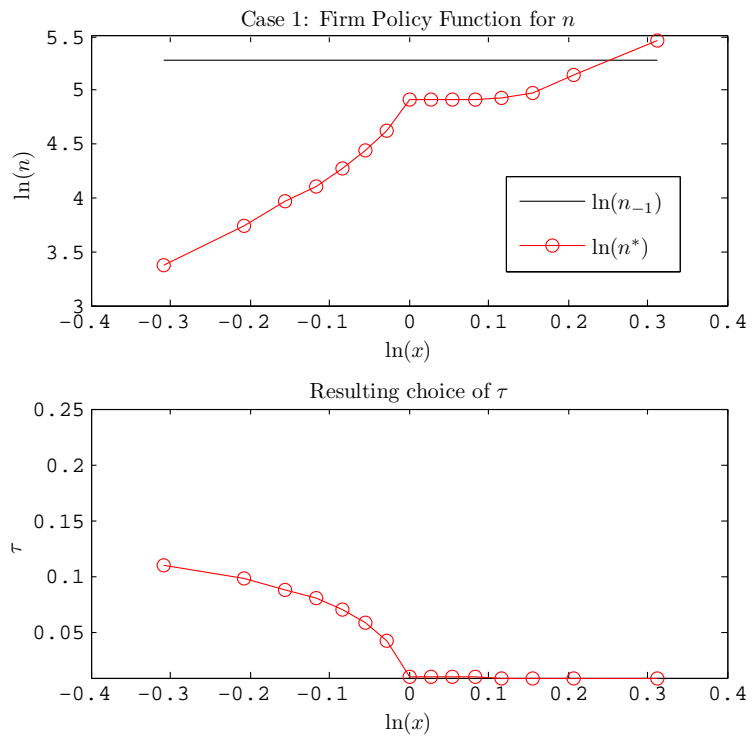 Case 1: Firm Policy Function for n
5.5
5
4.5
4
3.5
3
ln(n)
ln(n₋₁)
ln(n*)
-0.4 -0.3 -0.2 -0.1 0 0.1 0.2 0.3 0.4
ln(x)
Resulting choice of τ
0.25
0.2
0.15
0.1
0.05
τ
-0.4 -0.3 -0.2 -0.1 0 0.1 0.2 0.3 0.4
ln(x)